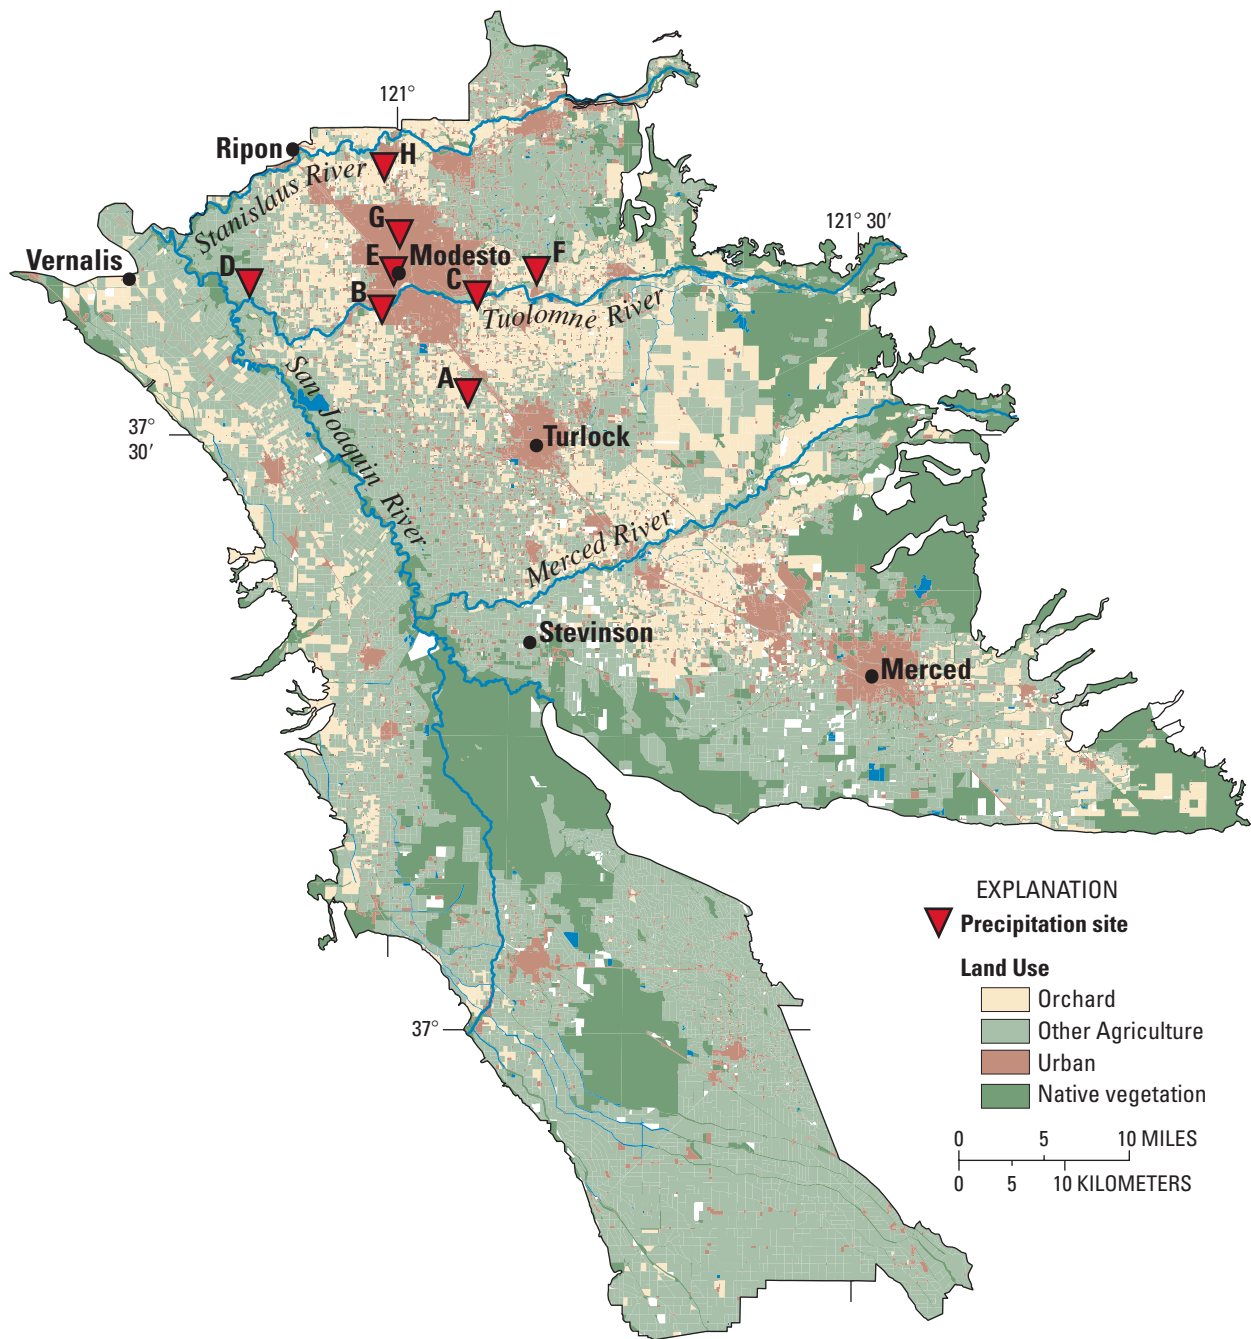 121°
Ripon
H
Stanislaus River
G
121° 30′
Vernalis
D
E
Modesto
F
B
C
Tuolomne River
San Joaquin River
A
37°
30′
Turlock
Merced River
Stevinson
Merced
EXPLANATION
Precipitation site
Land Use
Orchard
Other Agriculture
Urban
Native vegetation
37°
0 5 10 MILES
0 5 10 KILOMETERS